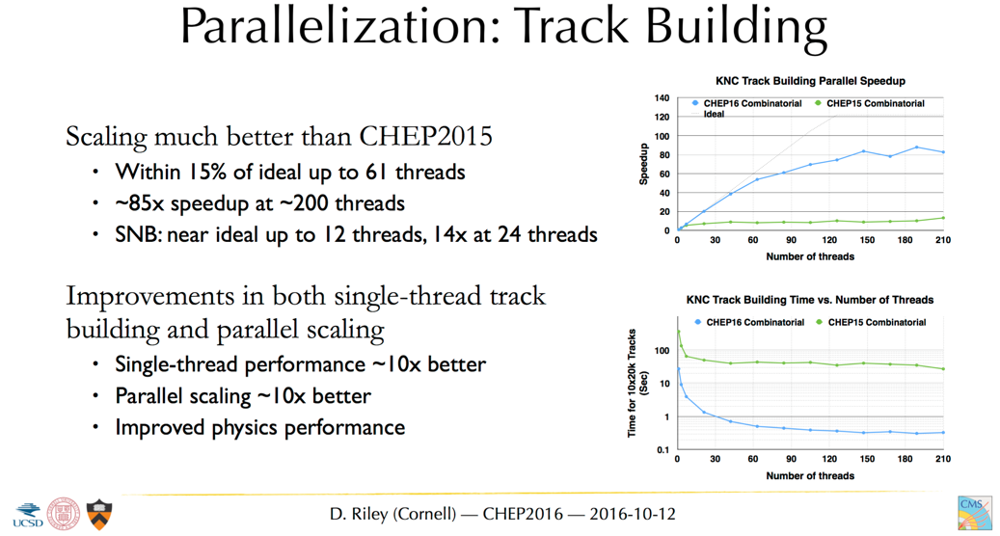 Parallelization: Track Building
Scaling much better than CHEP2015
• Within 15% of ideal up to 61 threads
• ~85x speedup at ~200 threads
• SNB: near ideal up to 12 threads, 14x at 24 threads
Improvements in both single-thread track
building and parallel scaling
• Single-thread performance ~10x better
• Parallel scaling ~10x better
• Improved physics performance
KNC Track Building Parallel Speedup
CHEP16 Combinatorial CHEP15 Combinatorial
Ideal
Speedup
140
120
100
80
60
40
20
0
0 30 60 90 120 150 180 210
Number of threads
KNC Track Building Time vs. Number of Threads
CHEP16 Combinatorial CHEP15 Combinatorial
Time for 10x20k Tracks
(Sec)
100
10
1
0.1
0 30 60 90 120 150 180 210
Number of threads
UCSD
D. Riley (Cornell) — CHEP2016 — 2016-10-12
CMS